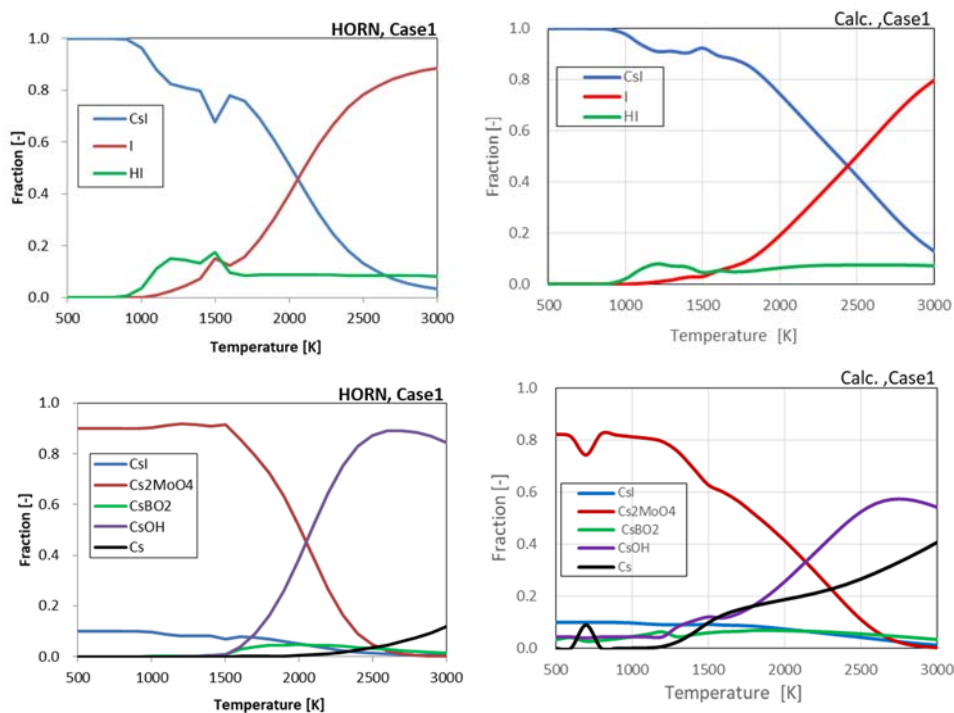 HORN, Case1
1.0
0.8
0.6
0.4
0.2
0.0
Fraction [-]
CsI
I
HI
500 1000 1500 2000 2500 3000
Temperature [K]
Calc. ,Case1
1.0
0.8
0.6
0.4
0.2
0.0
Fraction [-]
CsI
I
HI
500 1000 1500 2000 2500 3000
Temperature [K]
HORN, Case1
1.0
0.8
0.6
0.4
0.2
0.0
Fraction [-]
CsI
Cs2MoO4
CsBO2
CsOH
Cs
500 1000 1500 2000 2500 3000
Temperature [K]
Calc. ,Case1
1.0
0.8
0.6
0.4
0.2
0.0
Fraction [-]
CsI
Cs2MoO4
CsBO2
CsOH
Cs
500 1000 1500 2000 2500 3000
Temperature [K]